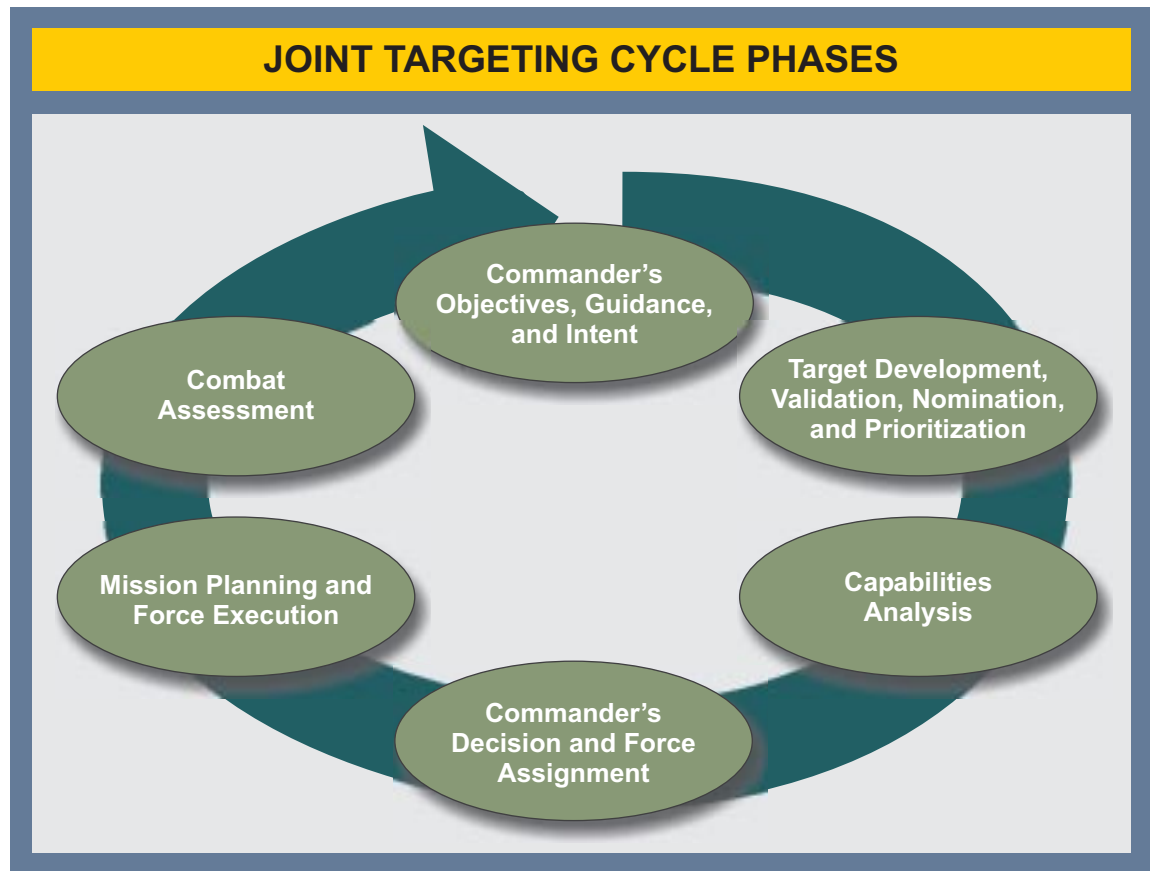 JOINT TARGETING CYCLE PHASES
Commander’s
Objectives, Guidance,
and Intent
Target Development,
Validation, Nomination,
and Prioritization
Capabilities
Analysis
Commander’s
Decision and Force
Assignment
Mission Planning and
Force Execution
Combat
Assessment